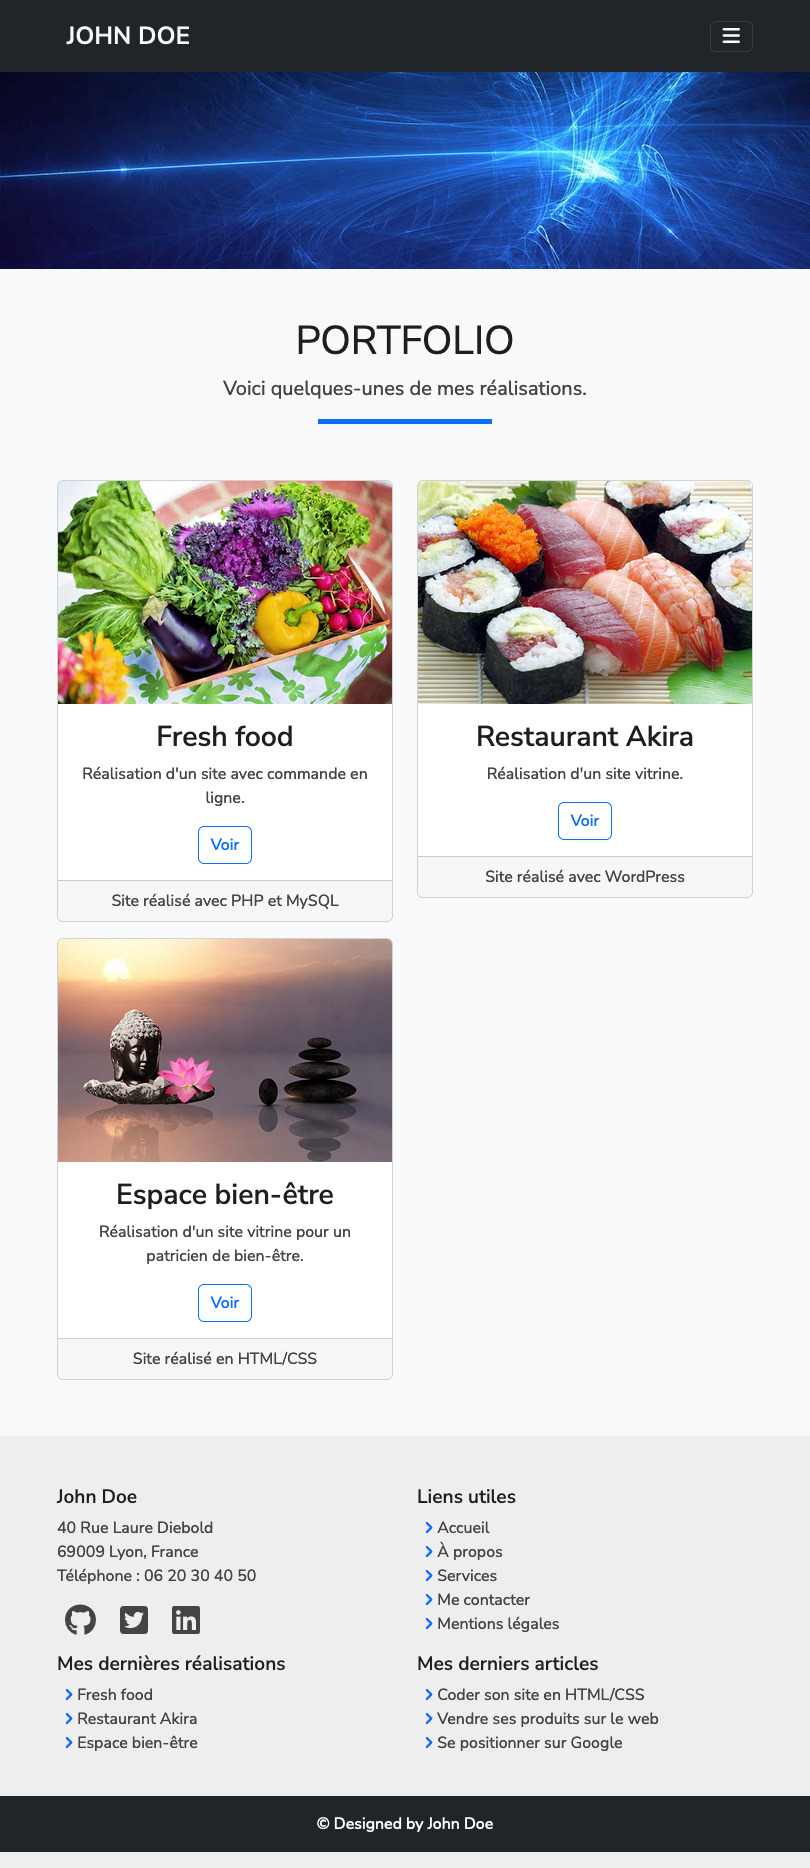 JOHN DOE
PORTFOLIO
Voici quelques-unes de mes réalisations.
Fresh food
Réalisation d'un site avec commande en
ligne.
Voir
Site réalisé avec PHP et MySQL
Restaurant Akira
Réalisation d'un site vitrine.
Voir
Site réalisé avec WordPress
Espace bien-être
Réalisation d'un site vitrine pour un
patricien de bien-être.
Voir
Site réalisé en HTML/CSS
John Doe
40 Rue Laure Diebold
69009 Lyon, France
Téléphone : 06 20 30 40 50
Liens utiles
Accueil
À propos
Services
Me contacter
Mentions légales
Mes dernières réalisations
Fresh food
Restaurant Akira
Espace bien-être
Mes derniers articles
Coder son site en HTML/CSS
Vendre ses produits sur le web
Se positionner sur Google
© Designed by John Doe